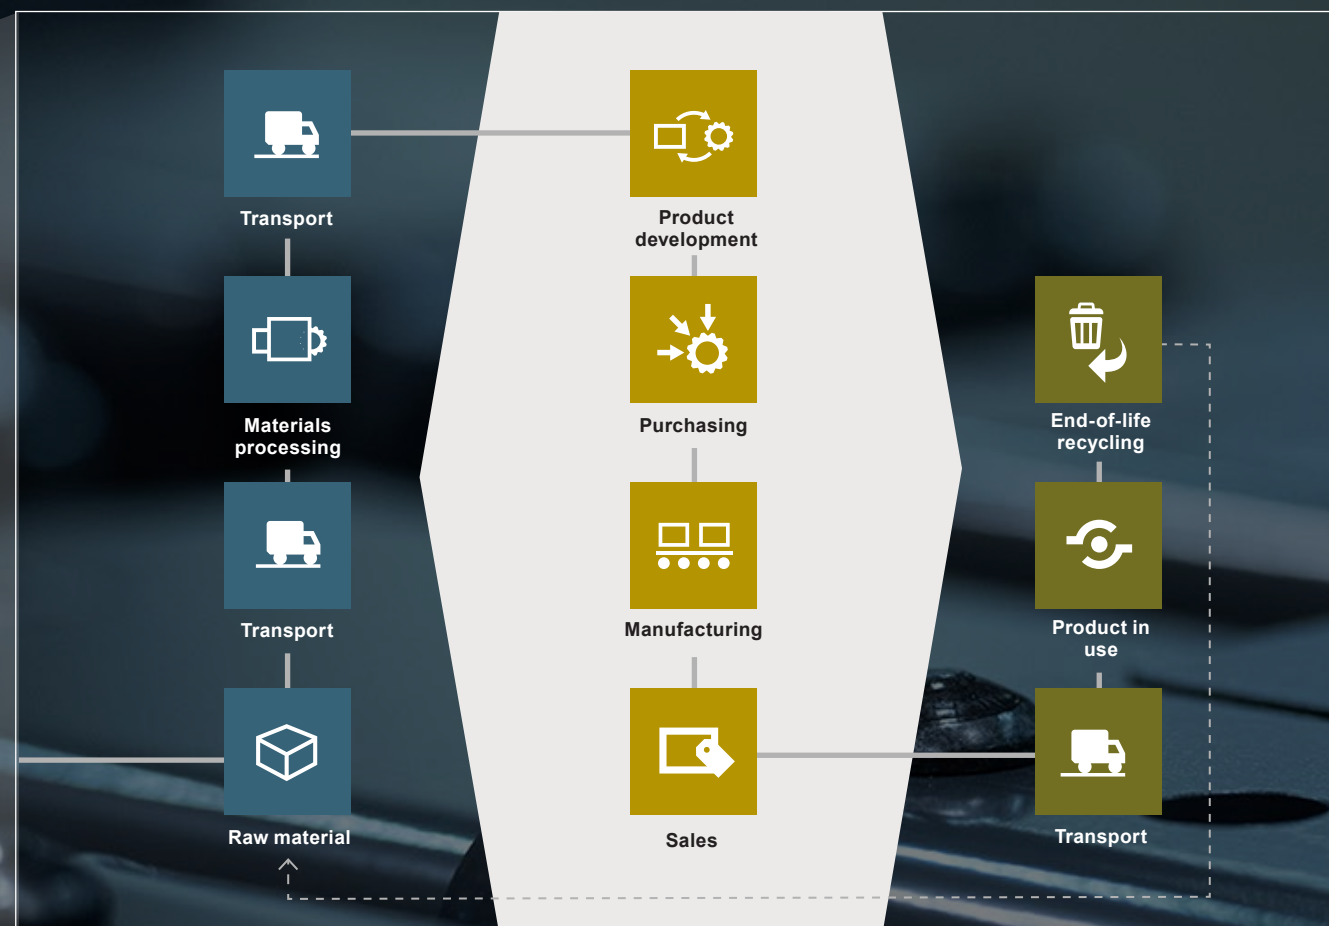 Transport
Product
development
Materials
processing
Purchasing
End-of-life
recycling
Transport
Manufacturing
Product in
use
Raw material
Sales
Transport